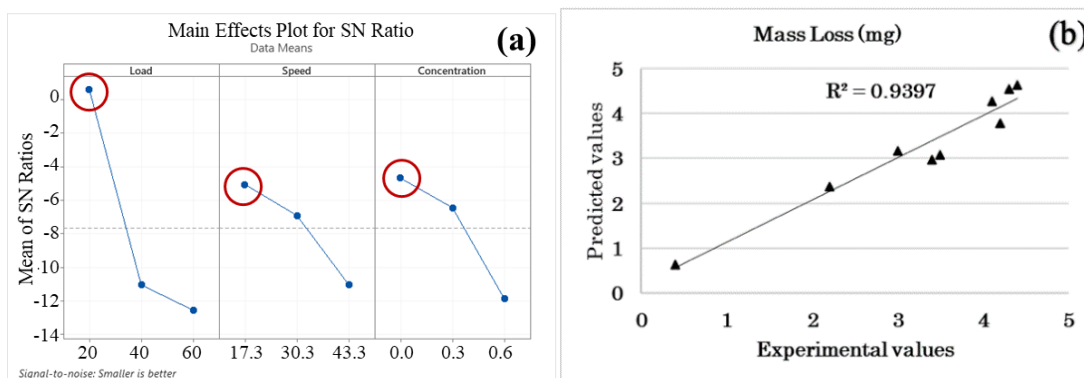 Main Effects Plot for SN Ratio
(a)
Data Means
Load Speed Concentration
Mean of SN Ratios
0
-2
-4
-6
-8
-10
-12
-14
20 40 60 17.3 30.3 43.3 0.0 0.3 0.6
Signal-to-noise: Smaller is better
(b)
Mass Loss (mg)
R² = 0.9397
Predicted values
5
4
3
2
1
0
0 1 2 3 4 5
Experimental values